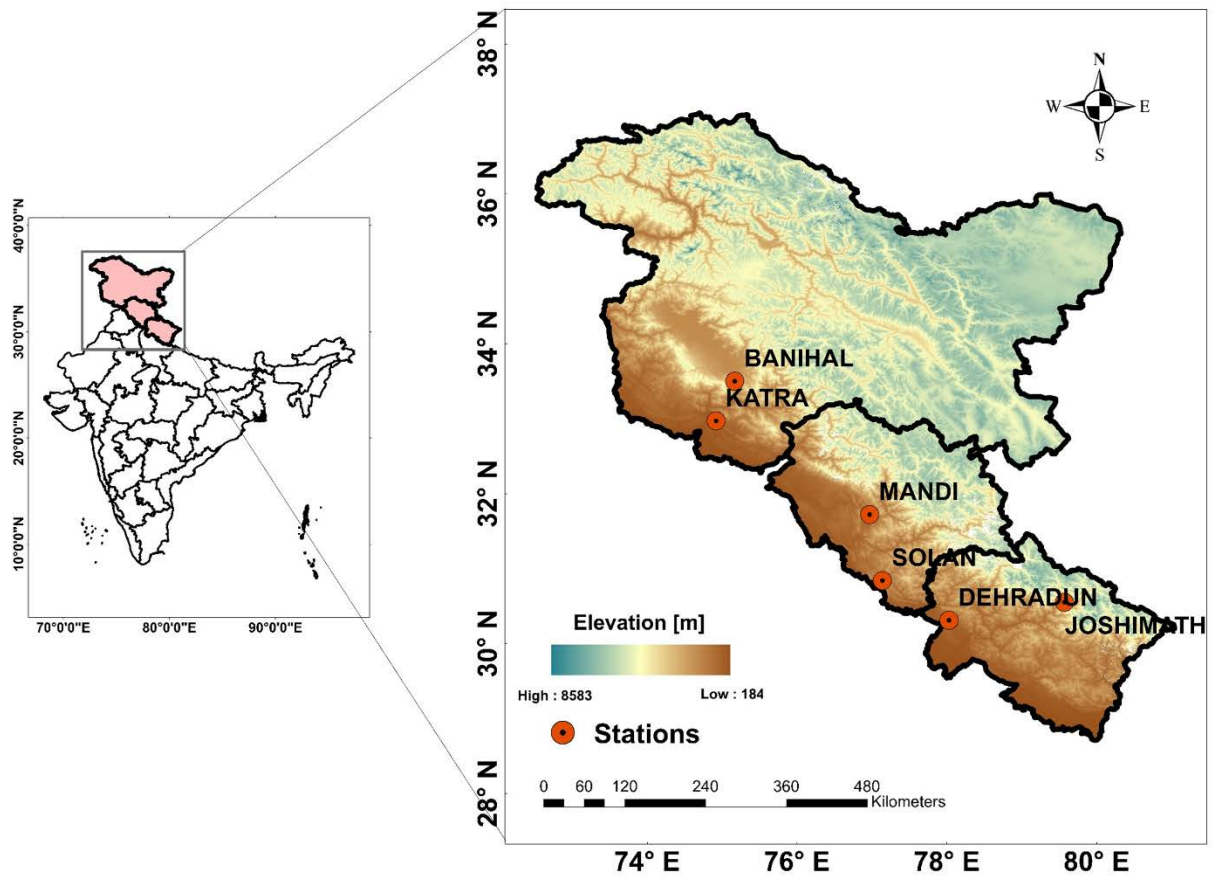 40°0'0"N
30°0'0"N
20°0'0"N
10°0'0"N
70°0'0"E
80°0'0"E
90°0'0"E
38° N
36° N
34° N
32° N
30° N
28° N
N
W
E
S
BANIHAL
KATRA
MANDI
SOLAN
DEHRADUN
JOSHIMATH
Elevation [m]
High : 8583
Low : 184
Stations
0 60 120 240 360 480
Kilometers
74° E
76° E
78° E
80° E